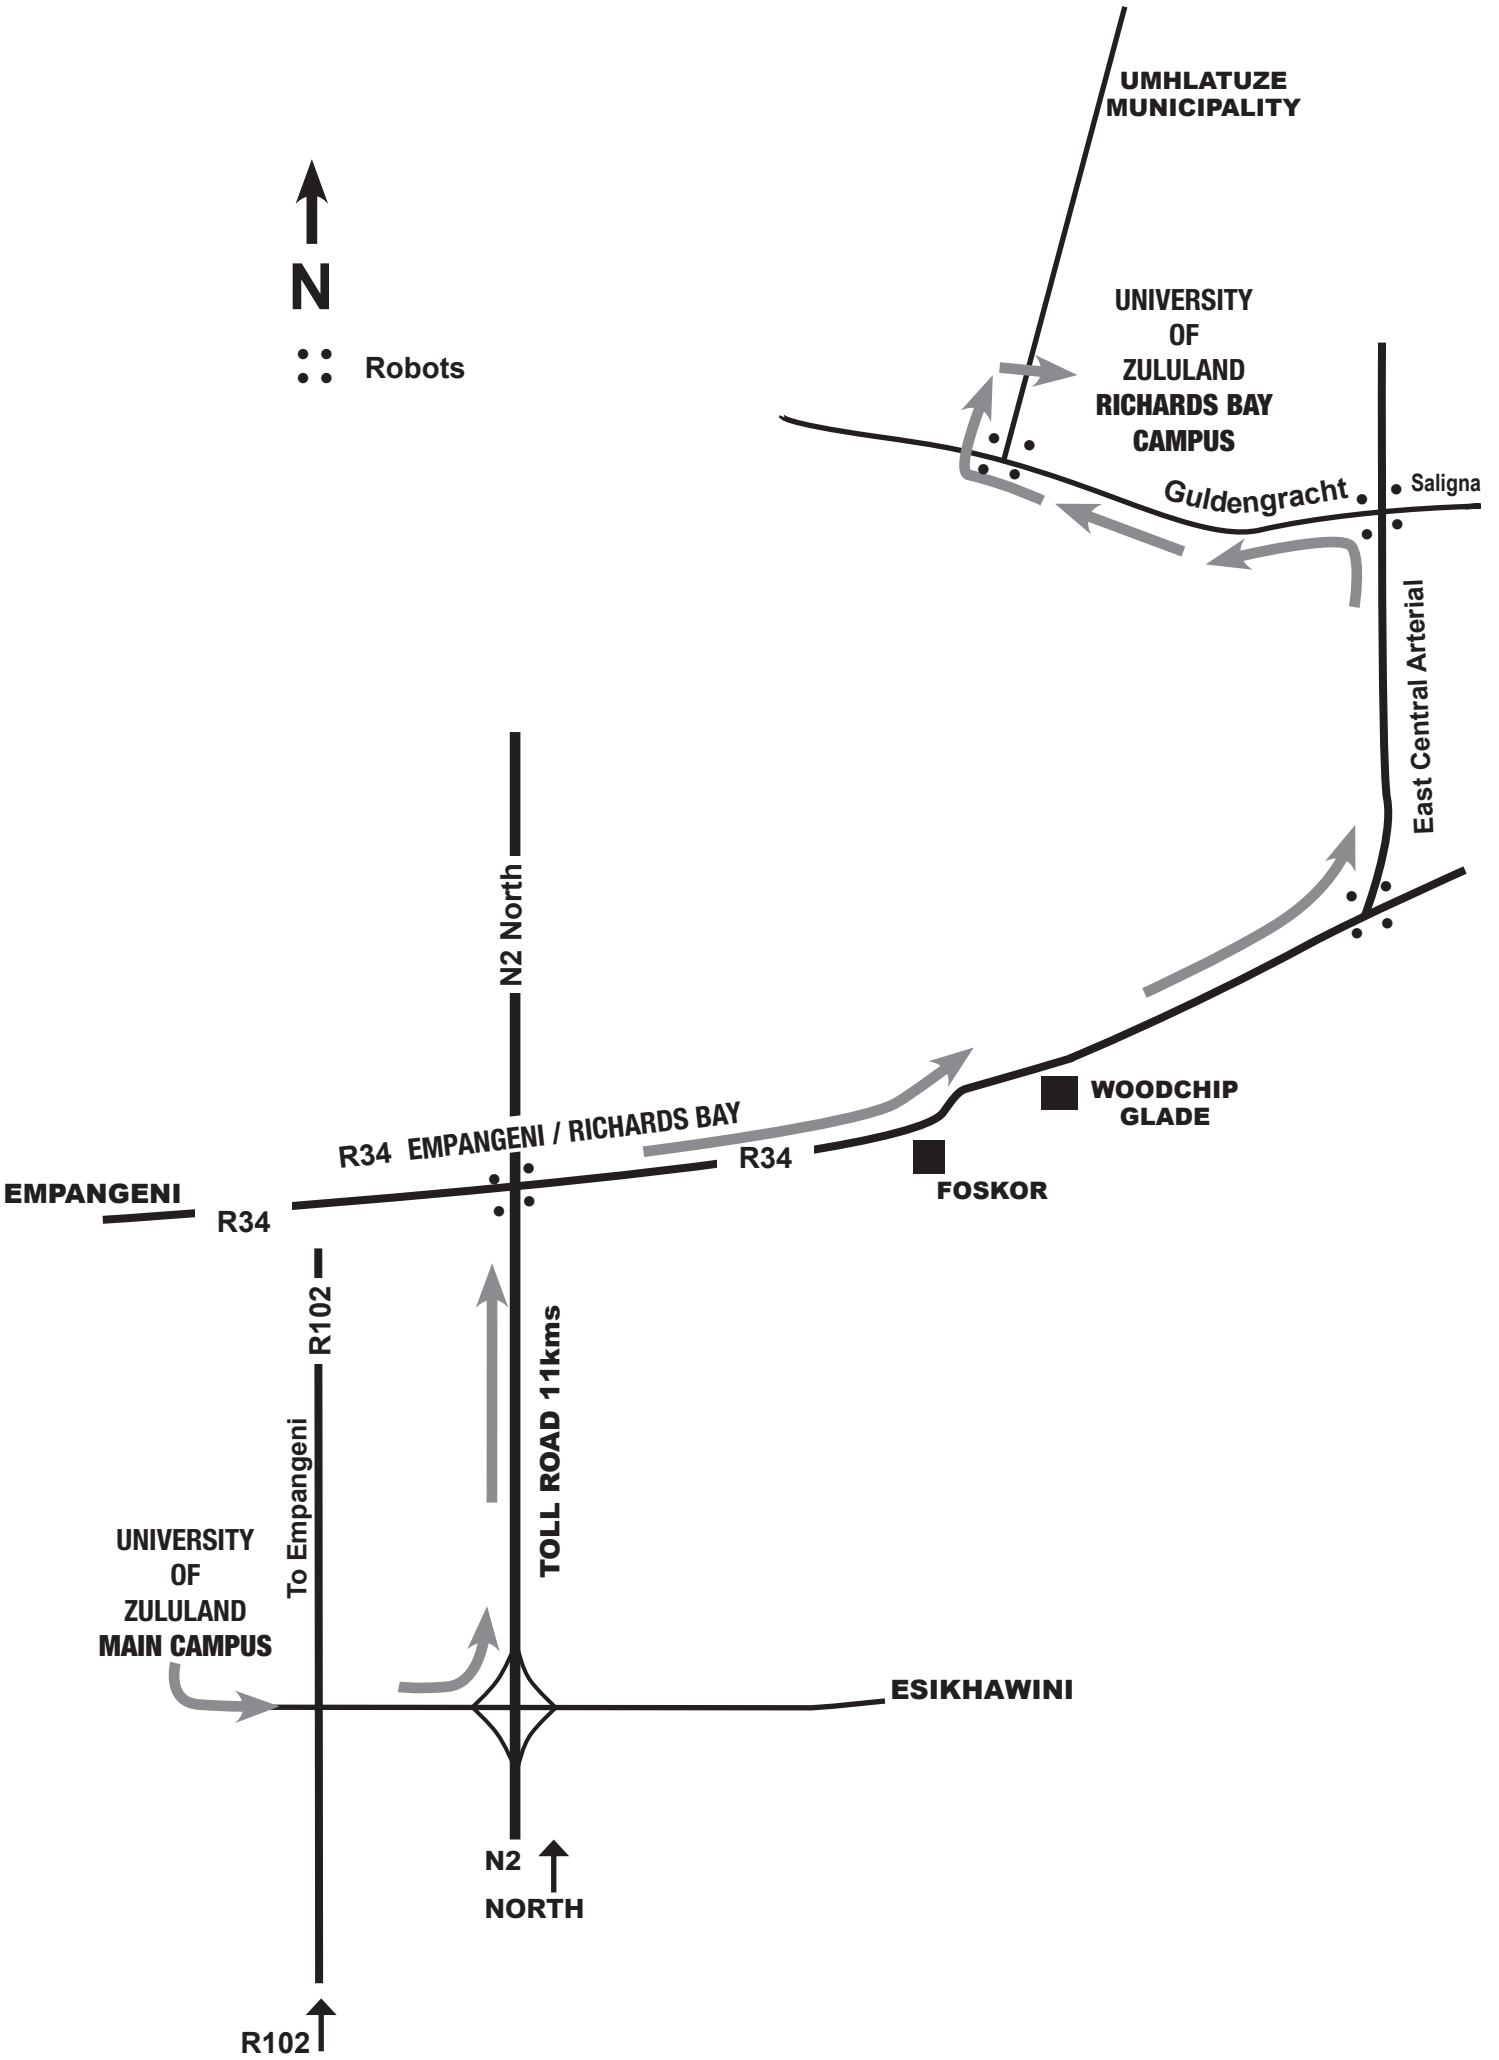 UMHLATUZE
MUNICIPALITY
N
Robots
UNIVERSITY
OF
ZULULAND
RICHARDS BAY
CAMPUS
Guldengracht
Saligna
East Central Arterial
N2 North
R34 EMPANGENI / RICHARDS BAY
WOODCHIP
GLADE
R34
FOSKOR
EMPANGENI
R34
R102
TOLL ROAD 11kms
To Empangeni
UNIVERSITY
OF
ZULULAND
MAIN CAMPUS
ESIKHAWINI
N2
NORTH
R102